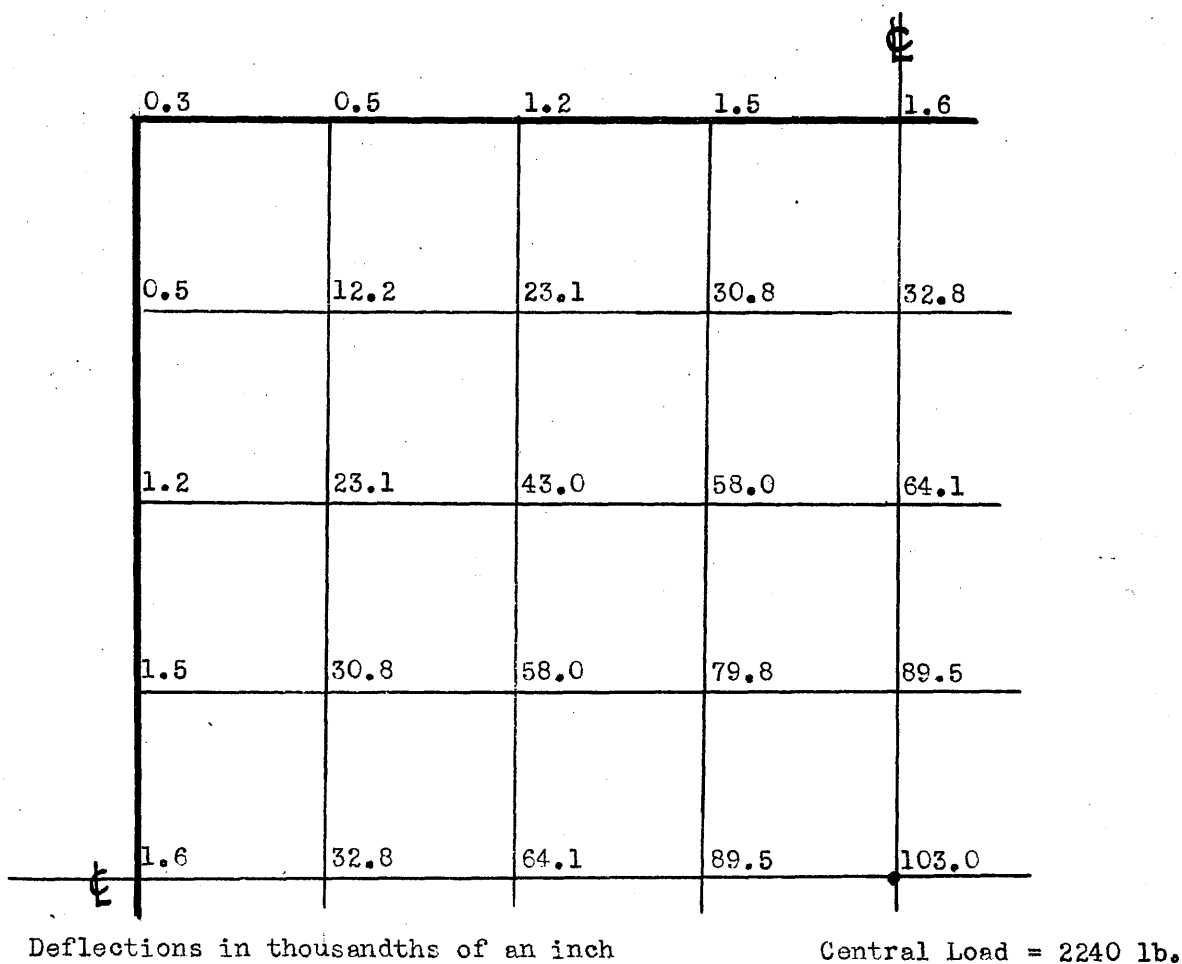 ℄
0.3 0.5 1.2 1.5 1.6
0.5 12.2 23.1 30.8 32.8
1.2 23.1 43.0 58.0 64.1
1.5 30.8 58.0 79.8 89.5
℄ 1.6 32.8 64.1 89.5 103.0
Deflections in thousandths of an inch Central Load = 2240 lb.